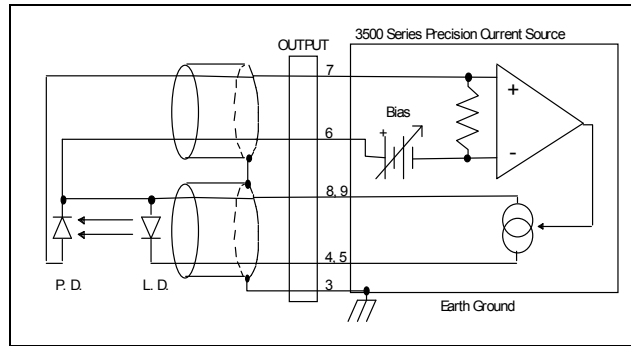 3500 Series Precision Current Source
OUTPUT
7
Bias
+
+
6
-
8, 9
4, 5
P. D.
L. D.
3
Earth Ground